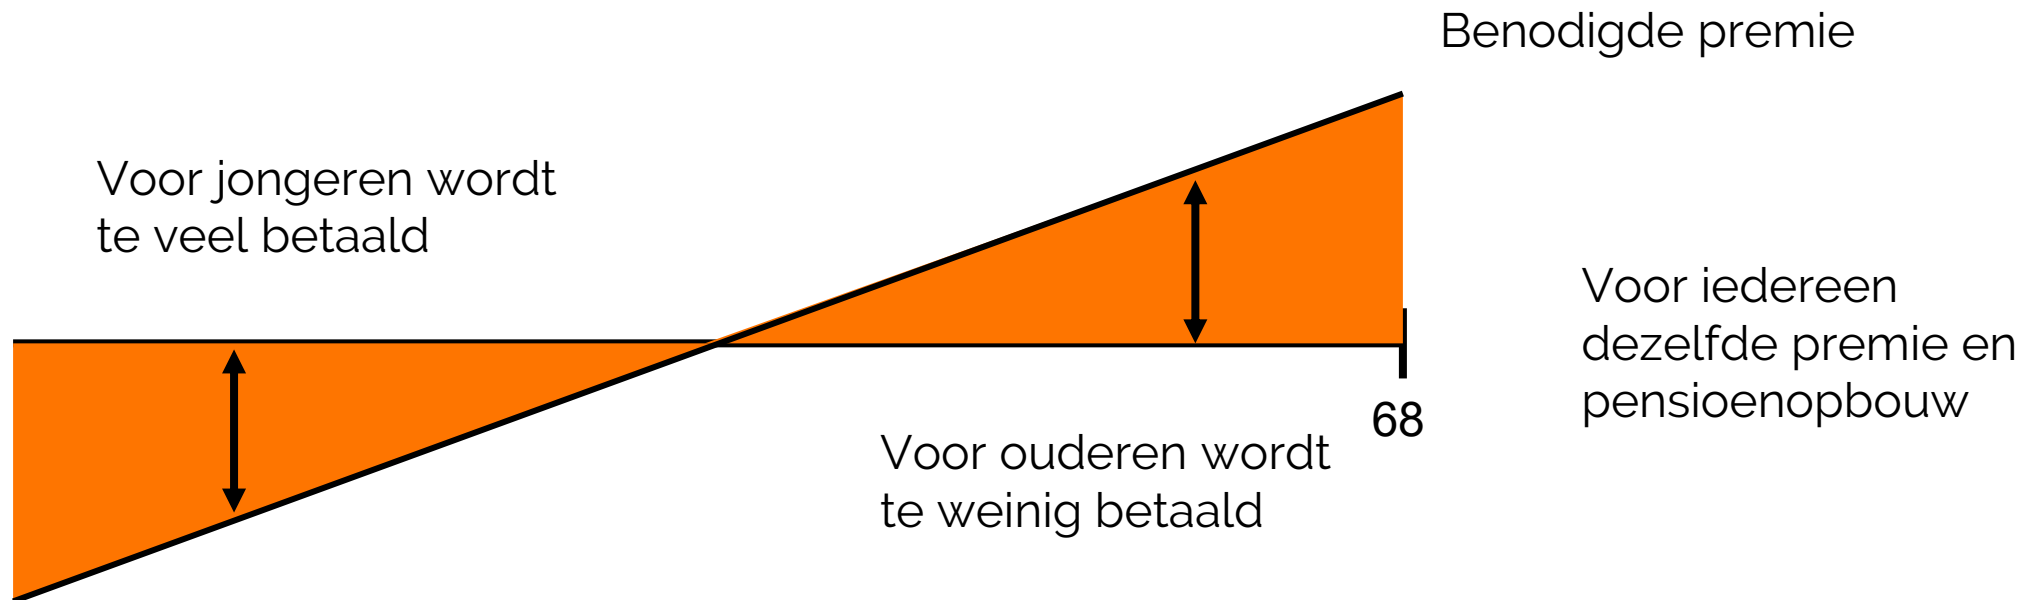 Benodigde premie
Voor jongeren wordt
te veel betaald
Voor iedereen
dezelfde premie en
pensioenopbouw
68
Voor ouderen wordt
te weinig betaald